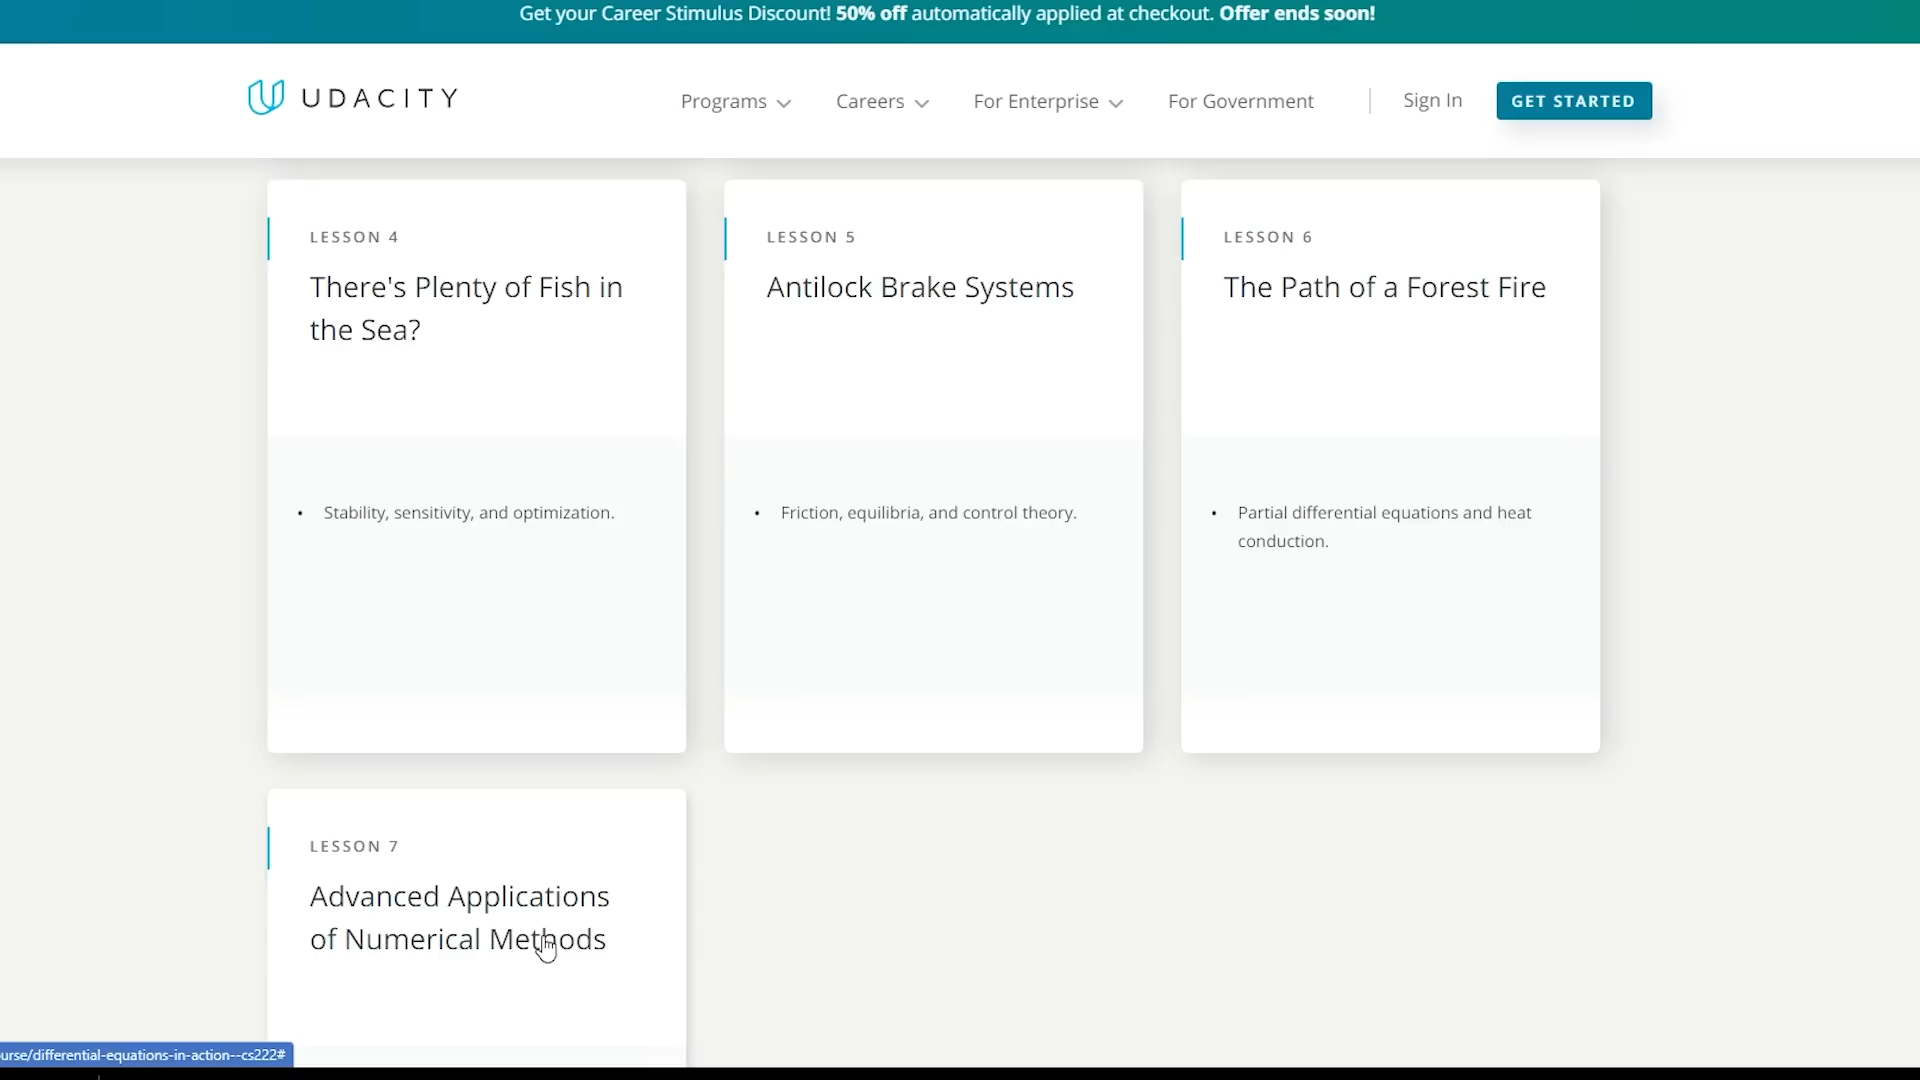 Get your Career Stimulus Discount! 50% off automatically applied at checkout. Offer ends soon!
UDACITY
Programs
Careers
For Enterprise
For Government
Sign In
GET STARTED
LESSON 4
There's Plenty of Fish in
the Sea?
• Stability, sensitivity, and optimization.
LESSON 5
Antilock Brake Systems
• Friction, equilibria, and control theory.
LESSON 6
The Path of a Forest Fire
• Partial differential equations and heat
conduction.
LESSON 7
Advanced Applications
of Numerical Methods
urse/differential-equations-in-action--cs222#